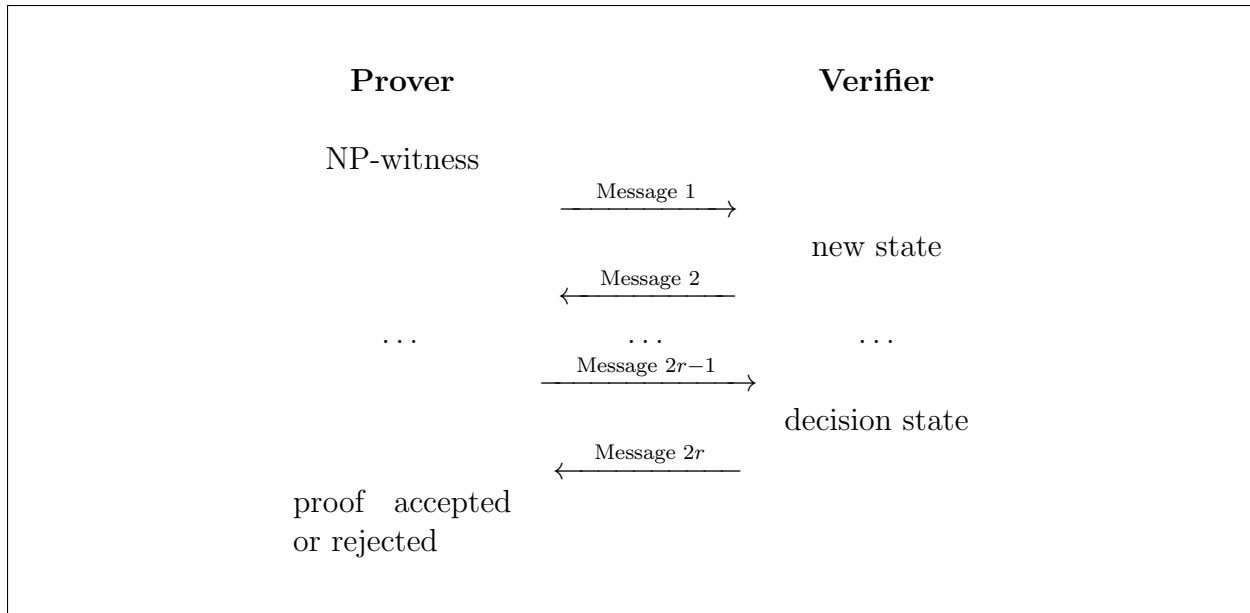 Prover Verifier
NP-witness
Message 1
new state
Message 2
... ... ...
Message 2r−1
decision state
Message 2r
proof accepted
or rejected